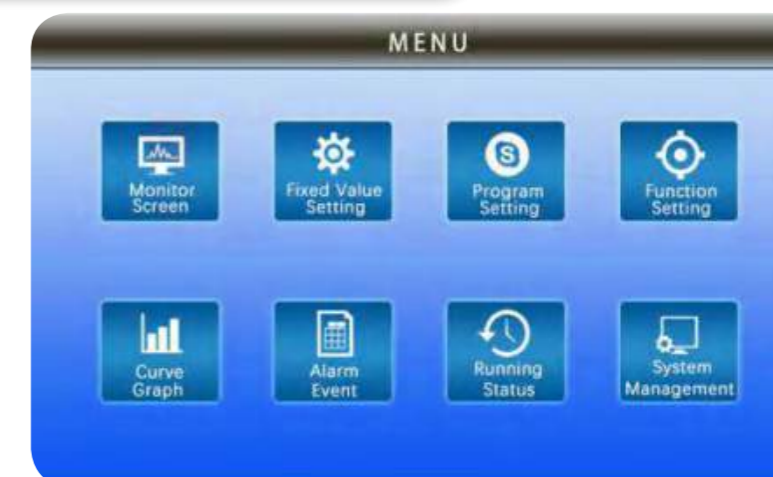 MENU
Monitor
Screen
Fixed Value
Setting
S
Program
Setting
Function
Setting
Curve
Graph
Alarm
Event
Running
Status
System
Management